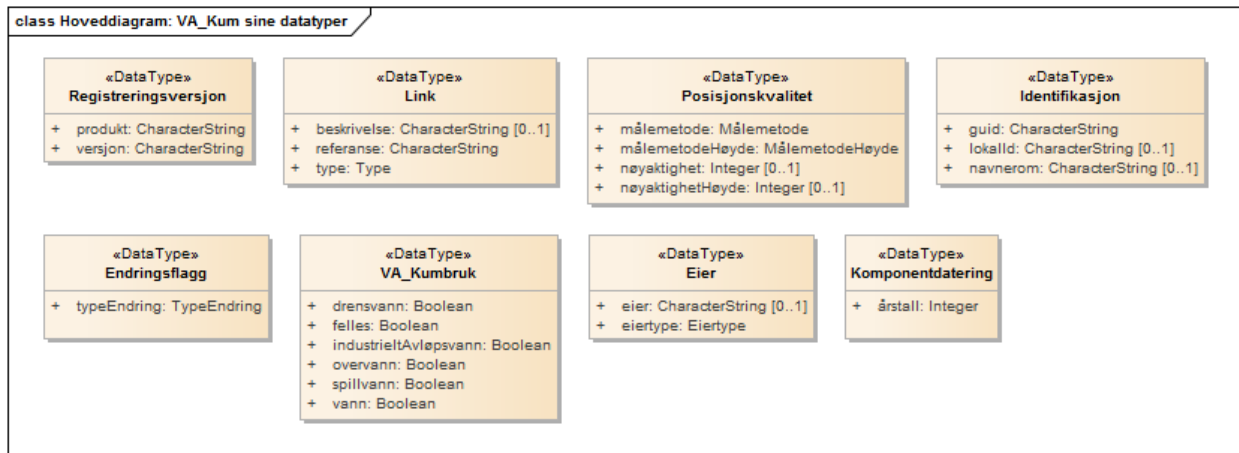 class Hoveddiagram: VA_Kum sine datatyper
«DataType»
Registreringsversjon
+ produkt: CharacterString
+ versjon: CharacterString
«DataType»
Link
+ beskrivelse: CharacterString [0..1]
+ referanse: CharacterString
+ type: Type
«DataType»
Posisjonskvalitet
+ målemetode: Målemetode
+ målemetodeHøyde: MålemetodeHøyde
+ nøyaktighet: Integer [0..1]
+ nøyaktighetHøyde: Integer [0..1]
«DataType»
Identifikasjon
+ guid: CharacterString
+ lokalId: CharacterString [0..1]
+ navnerom: CharacterString [0..1]
«DataType»
Endringsflagg
+ typeEndring: TypeEndring
«DataType»
VA_Kumbruk
+ drensvann: Boolean
+ felles: Boolean
+ industrieltAvløpsvann: Boolean
+ overvann: Boolean
+ spillvann: Boolean
+ vann: Boolean
«DataType»
Eier
+ eier: CharacterString [0..1]
+ eiertype: Eiertype
«DataType»
Komponentdatering
+ årstall: Integer